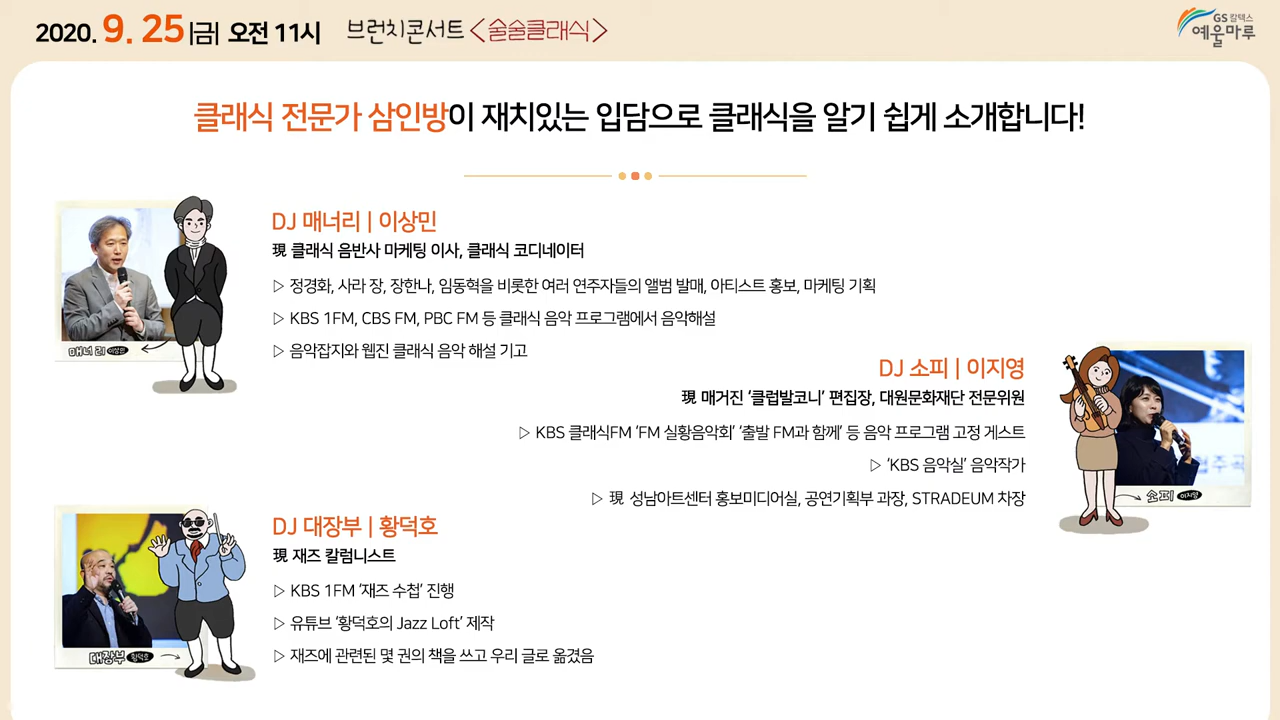 2020. 9. 25 |금| 오전 11시 브런치콘서트 <술술클래식>
GS칼텍스
예울마루
클래식 전문가 삼인방이 재치있는 입담으로 클래식을 알기 쉽게 소개합니다!
DJ 매너리 | 이상민
現 클래식 음반사 마케팅 이사, 클래식 코디네이터
▷ 정경화, 사라 장, 장한나, 임동혁을 비롯한 여러 연주자들의 앨범 발매, 아티스트 홍보, 마케팅 기획
▷ KBS 1FM, CBS FM, PBC FM 등 클래식 음악 프로그램에서 음악해설
▷ 음악잡지와 웹진 클래식 음악 해설 기고
매너리 이상민
DJ 소피 | 이지영
現 매거진 ‘클럽발코니’ 편집장, 대원문화재단 전문위원
▷ KBS 클래식FM ‘FM 실황음악회’ ‘출발 FM과 함께’ 등 음악 프로그램 고정 게스트
▷ ‘KBS 음악실’ 음악작가
▷ 現 성남아트센터 홍보미디어실, 공연기획부 과장, STRADEUM 차장
소피 이지영
DJ 대장부 | 황덕호
現 재즈 칼럼니스트
▷ KBS 1FM ‘재즈 수첩’ 진행
▷ 유튜브 ‘황덕호의 Jazz Loft’ 제작
▷ 재즈에 관련된 몇 권의 책을 쓰고 우리 글로 옮겼음
대장부 황덕호